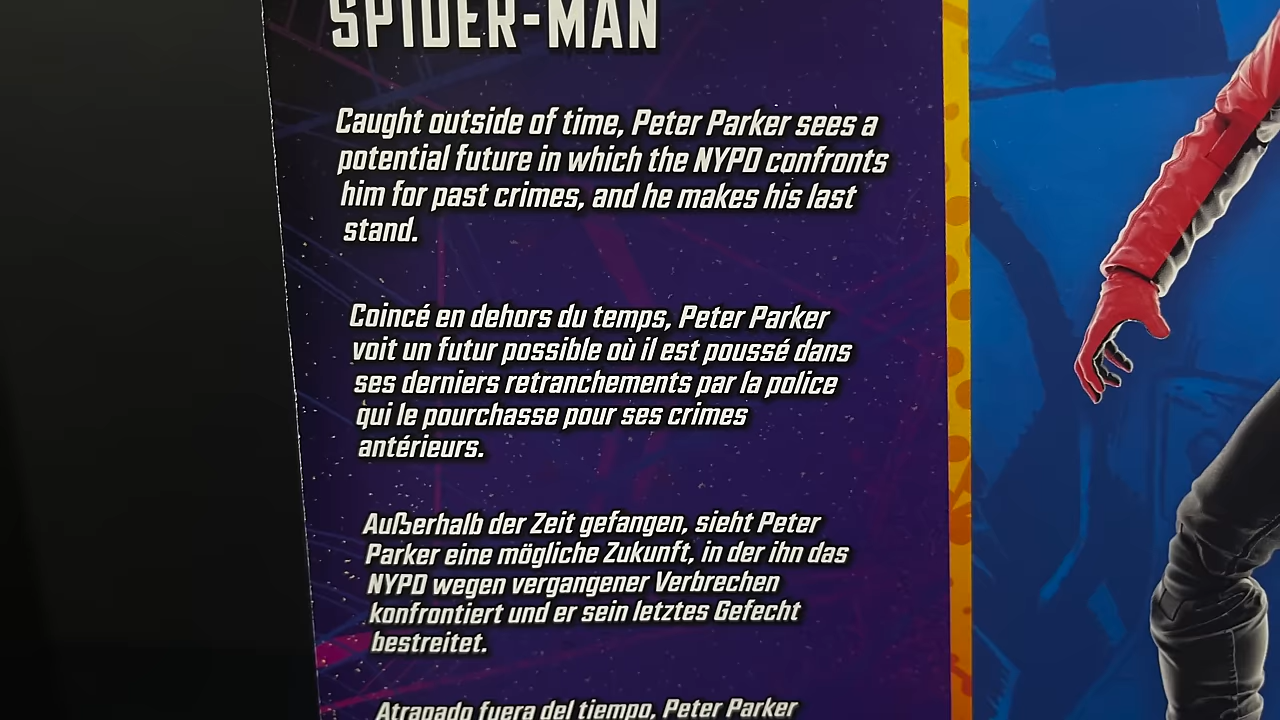 SPIDER-MAN
Caught outside of time, Peter Parker sees a
potential future in which the NYPD confronts
him for past crimes, and he makes his last
stand.
Coincé en dehors du temps, Peter Parker
voit un futur possible où il est poussé dans
ses derniers retranchements par la police
qui le pourchasse pour ses crimes
antérieurs.
Außerhalb der Zeit gefangen, sieht Peter
Parker eine mögliche Zukunft, in der ihn das
NYPD wegen vergangener Verbrechen
konfrontiert und er sein letztes Gefecht
bestreitet.
Atrapado fuera del tiempo, Peter Parker